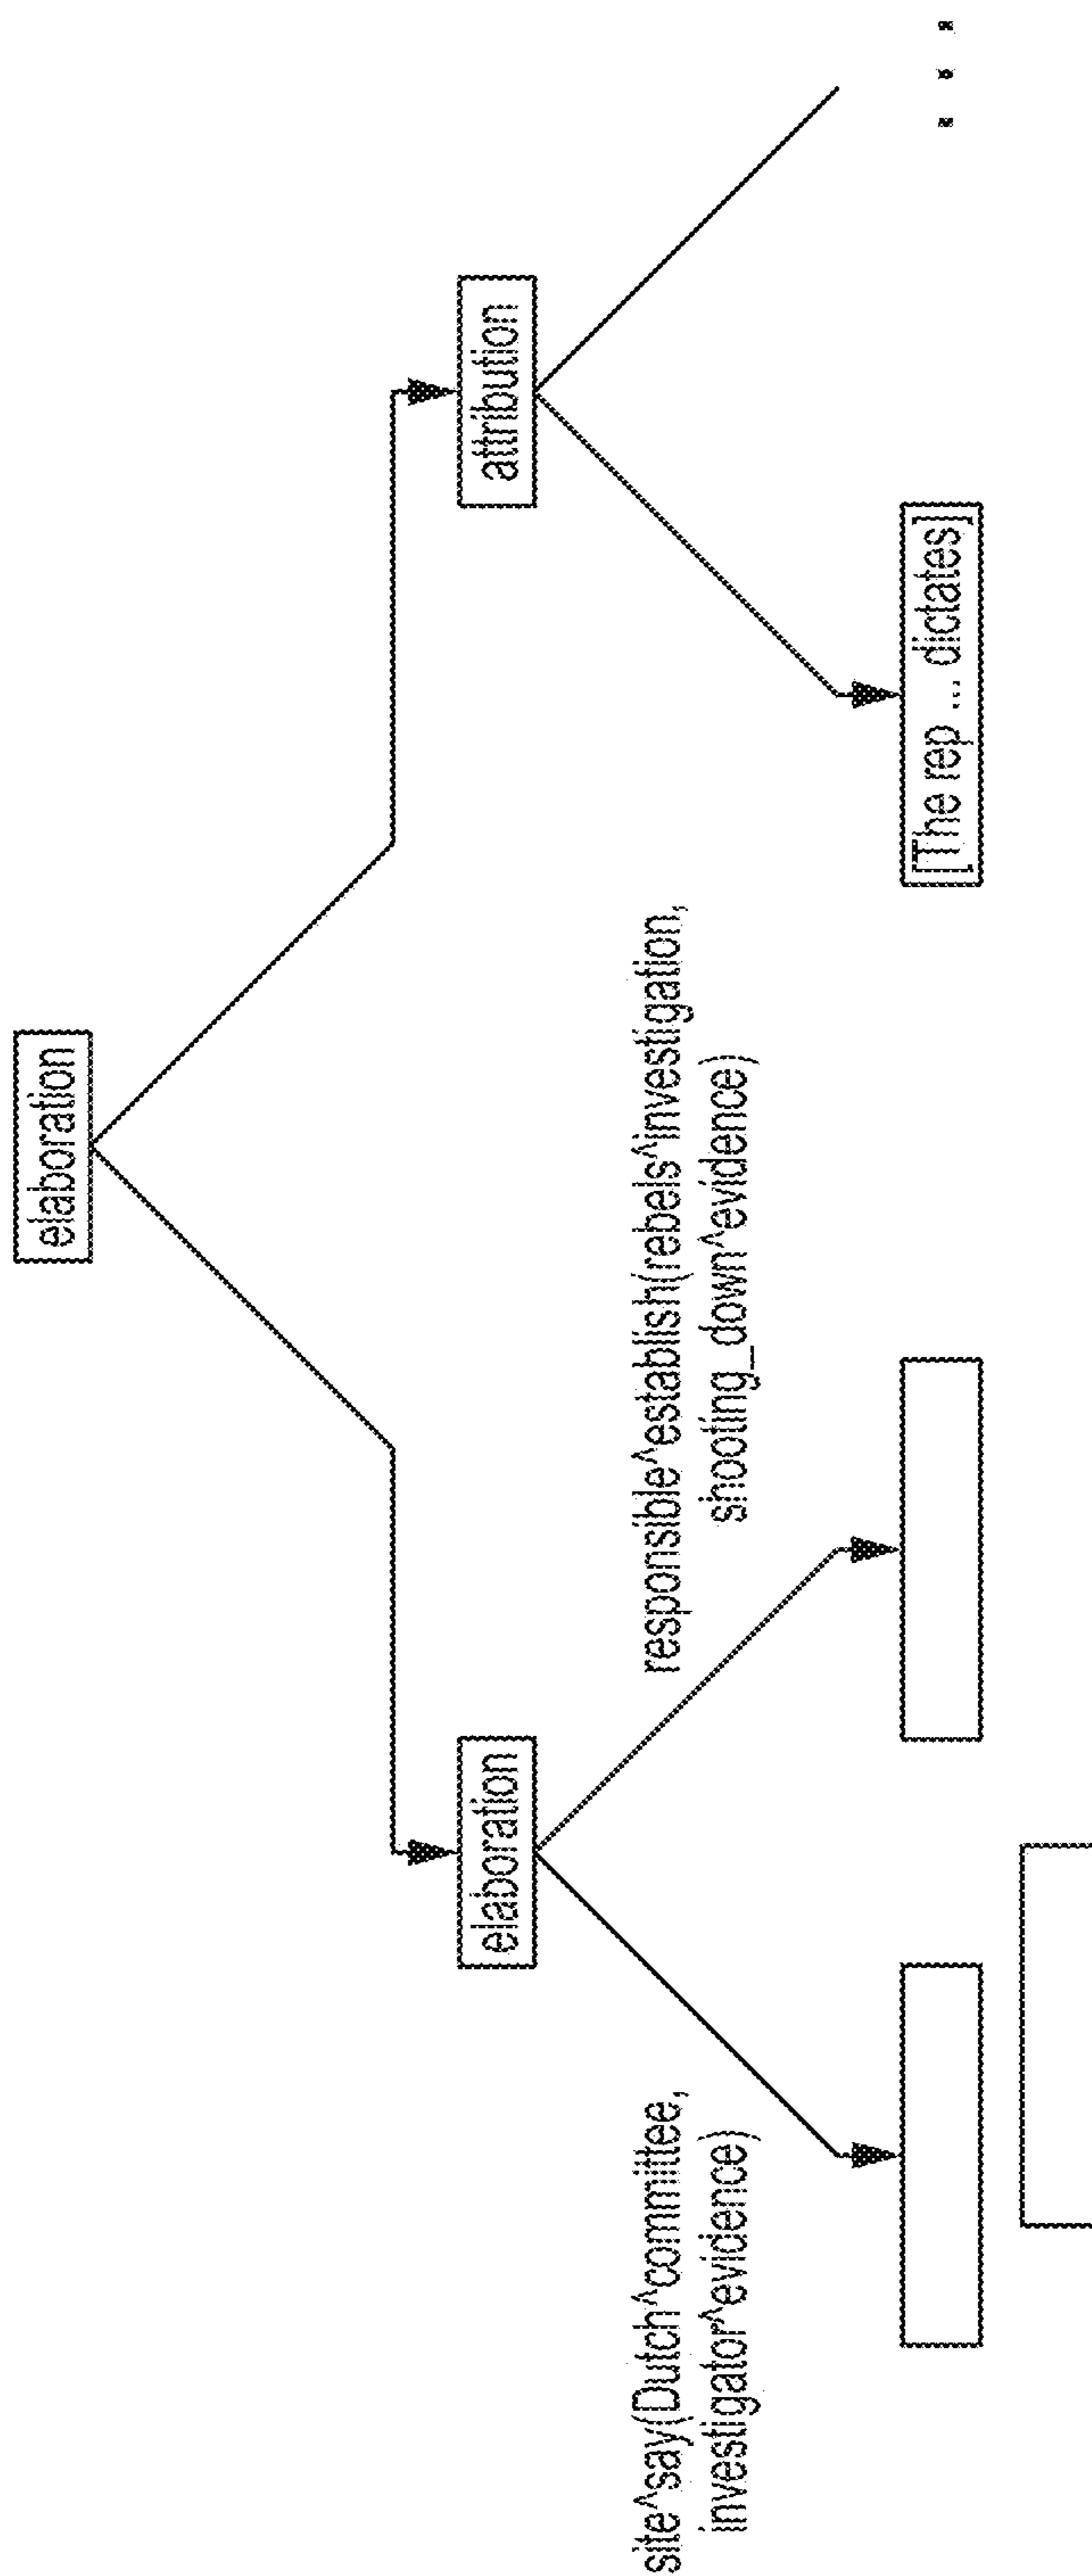 elaboration
elaboration
attribution
site^say(Dutch^committee,
investigator^evidence)
responsible^establish(rebels^investigation,
shooting_down^evidence)
[The rep ... dictates]
...